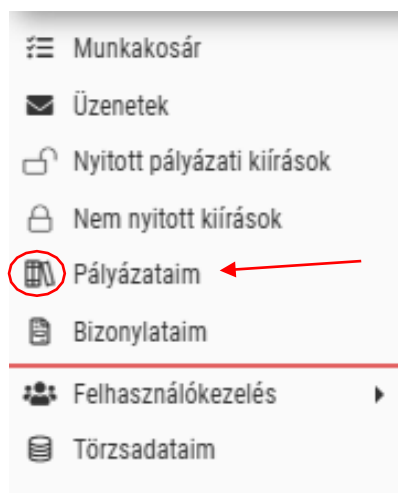 Munkakosár
Üzenetek
Nyitott pályázati kiírások
Nem nyitott kiírások
Pályázataim
Bizonylataim
Felhasználókezelés
Törzsadataim